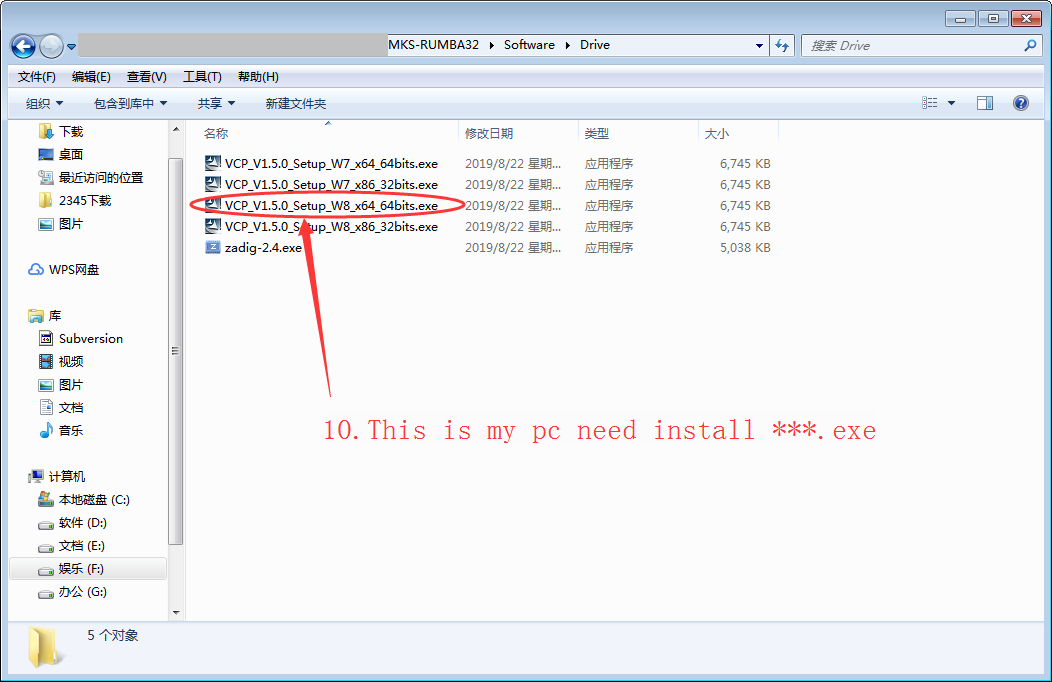 MKS-RUMBA32 ▸ Software ▸ Drive
搜索 Drive
文件(F) 编辑(E) 查看(V) 工具(T) 帮助(H)
组织 包含到库中 共享 新建文件夹
名称 修改日期 类型 大小
下载
桌面
最近访问的位置
2345下载
图片
WPS网盘
库
Subversion
视频
图片
文档
音乐
计算机
本地磁盘 (C:)
软件 (D:)
文档 (E:)
娱乐 (F:)
办公 (G:)
VCP_V1.5.0_Setup_W7_x64_64bits.exe 2019/8/22 星期... 应用程序 6,745 KB
VCP_V1.5.0_Setup_W7_x86_32bits.exe 2019/8/22 星期... 应用程序 6,745 KB
VCP_V1.5.0_Setup_W8_x64_64bits.exe 2019/8/22 星期... 应用程序 6,745 KB
VCP_V1.5.0_Setup_W8_x86_32bits.exe 2019/8/22 星期... 应用程序 6,745 KB
zadig-2.4.exe 2019/8/22 星期... 应用程序 5,038 KB
10.This is my pc need install ***.exe
5 个对象